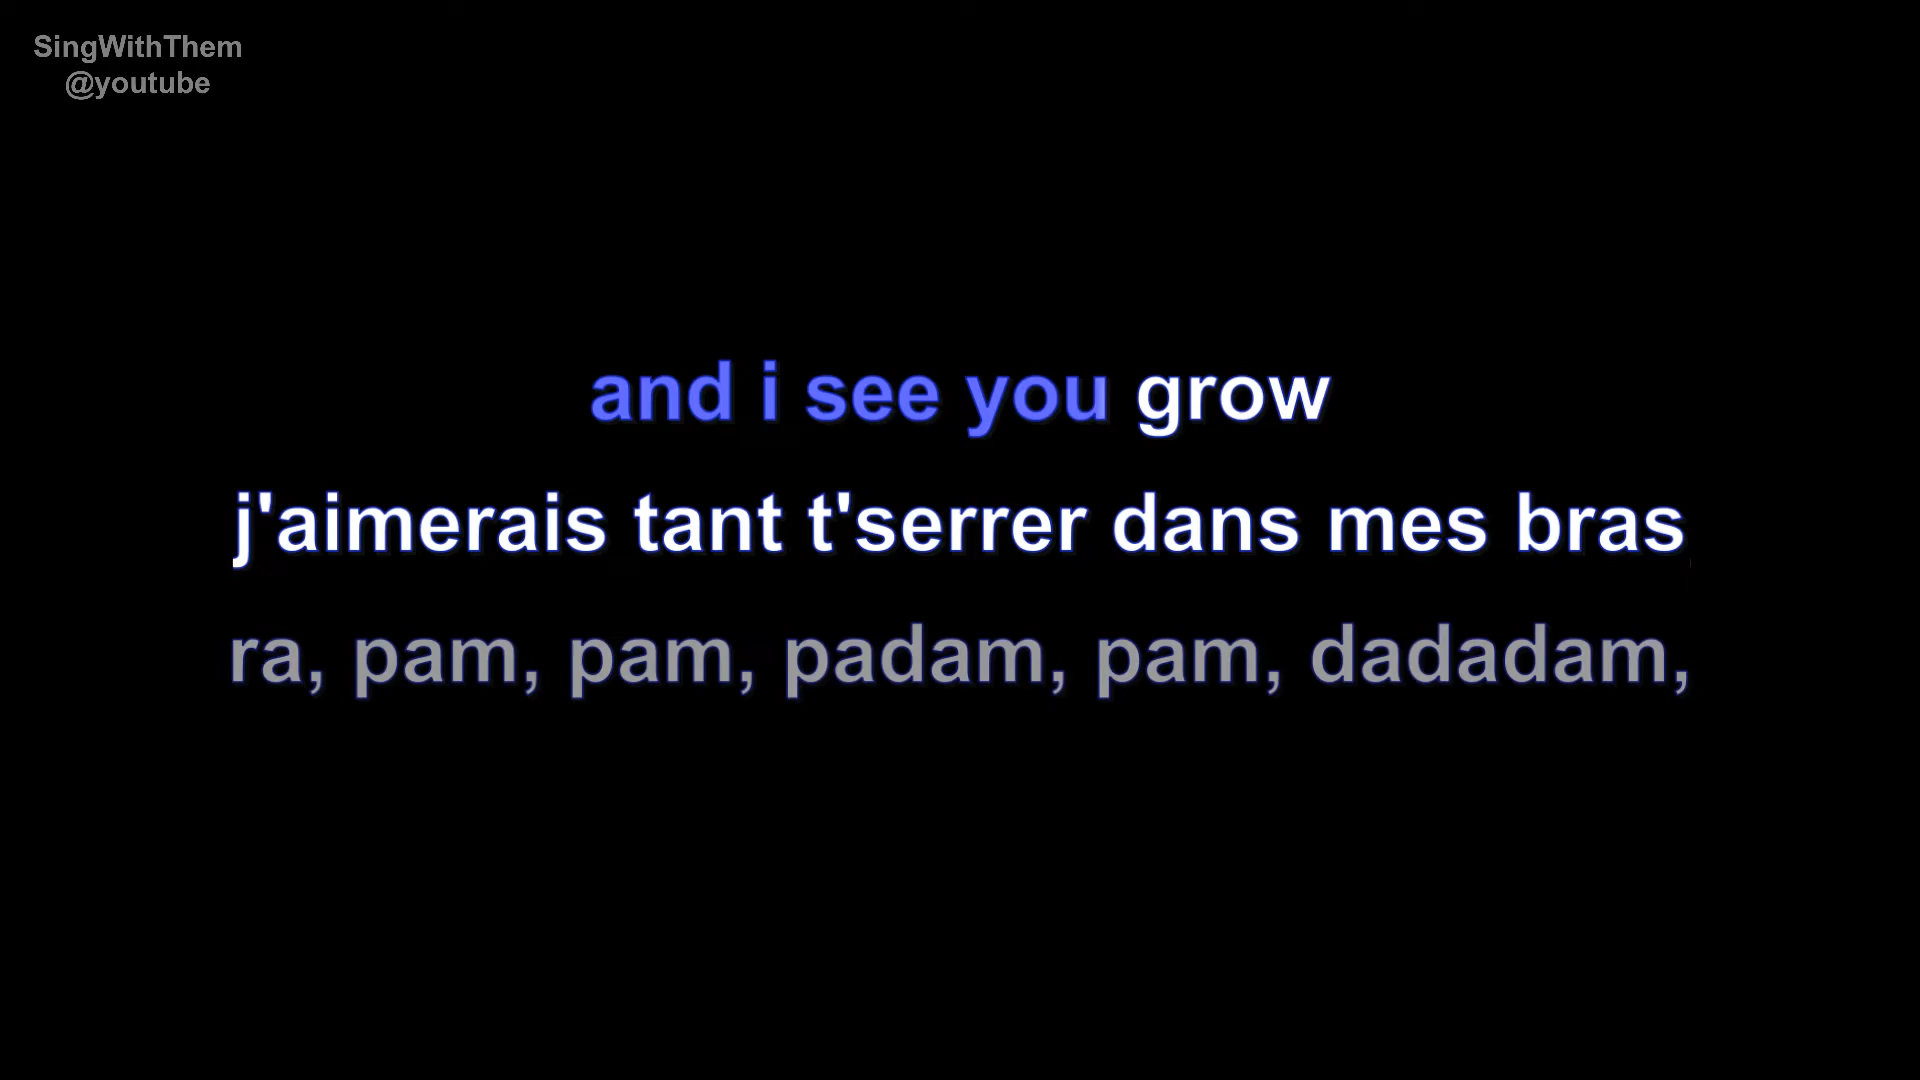 SingWithThem
@youtube
and i see you grow
j'aimerais tant t'serrer dans mes bras
ra, pam, pam, padam, pam, dadadam,